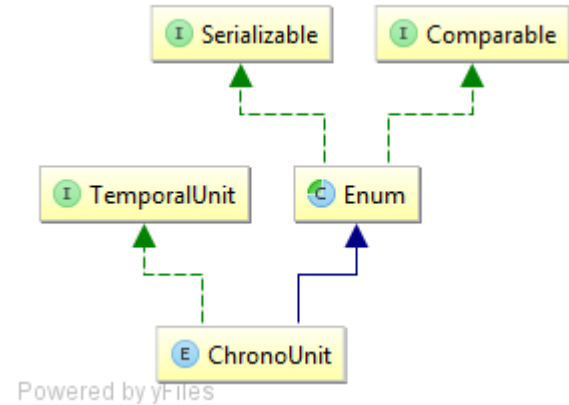 I Serializable
I Comparable
I TemporalUnit
C Enum
E ChronoUnit
Powered by yFiles